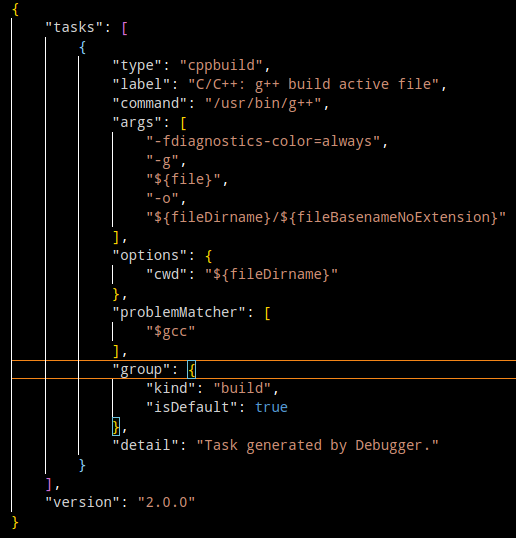 {
    "tasks": [
        {
            "type": "cppbuild",
            "label": "C/C++: g++ build active file",
            "command": "/usr/bin/g++",
            "args": [
                "-fdiagnostics-color=always",
                "-g",
                "${file}",
                "-o",
                "${fileDirname}/${fileBasenameNoExtension}"
            ],
            "options": {
                "cwd": "${fileDirname}"
            },
            "problemMatcher": [
                "$gcc"
            ],
            "group": {
                "kind": "build",
                "isDefault": true
            },
            "detail": "Task generated by Debugger."
        }
    ],
    "version": "2.0.0"
}